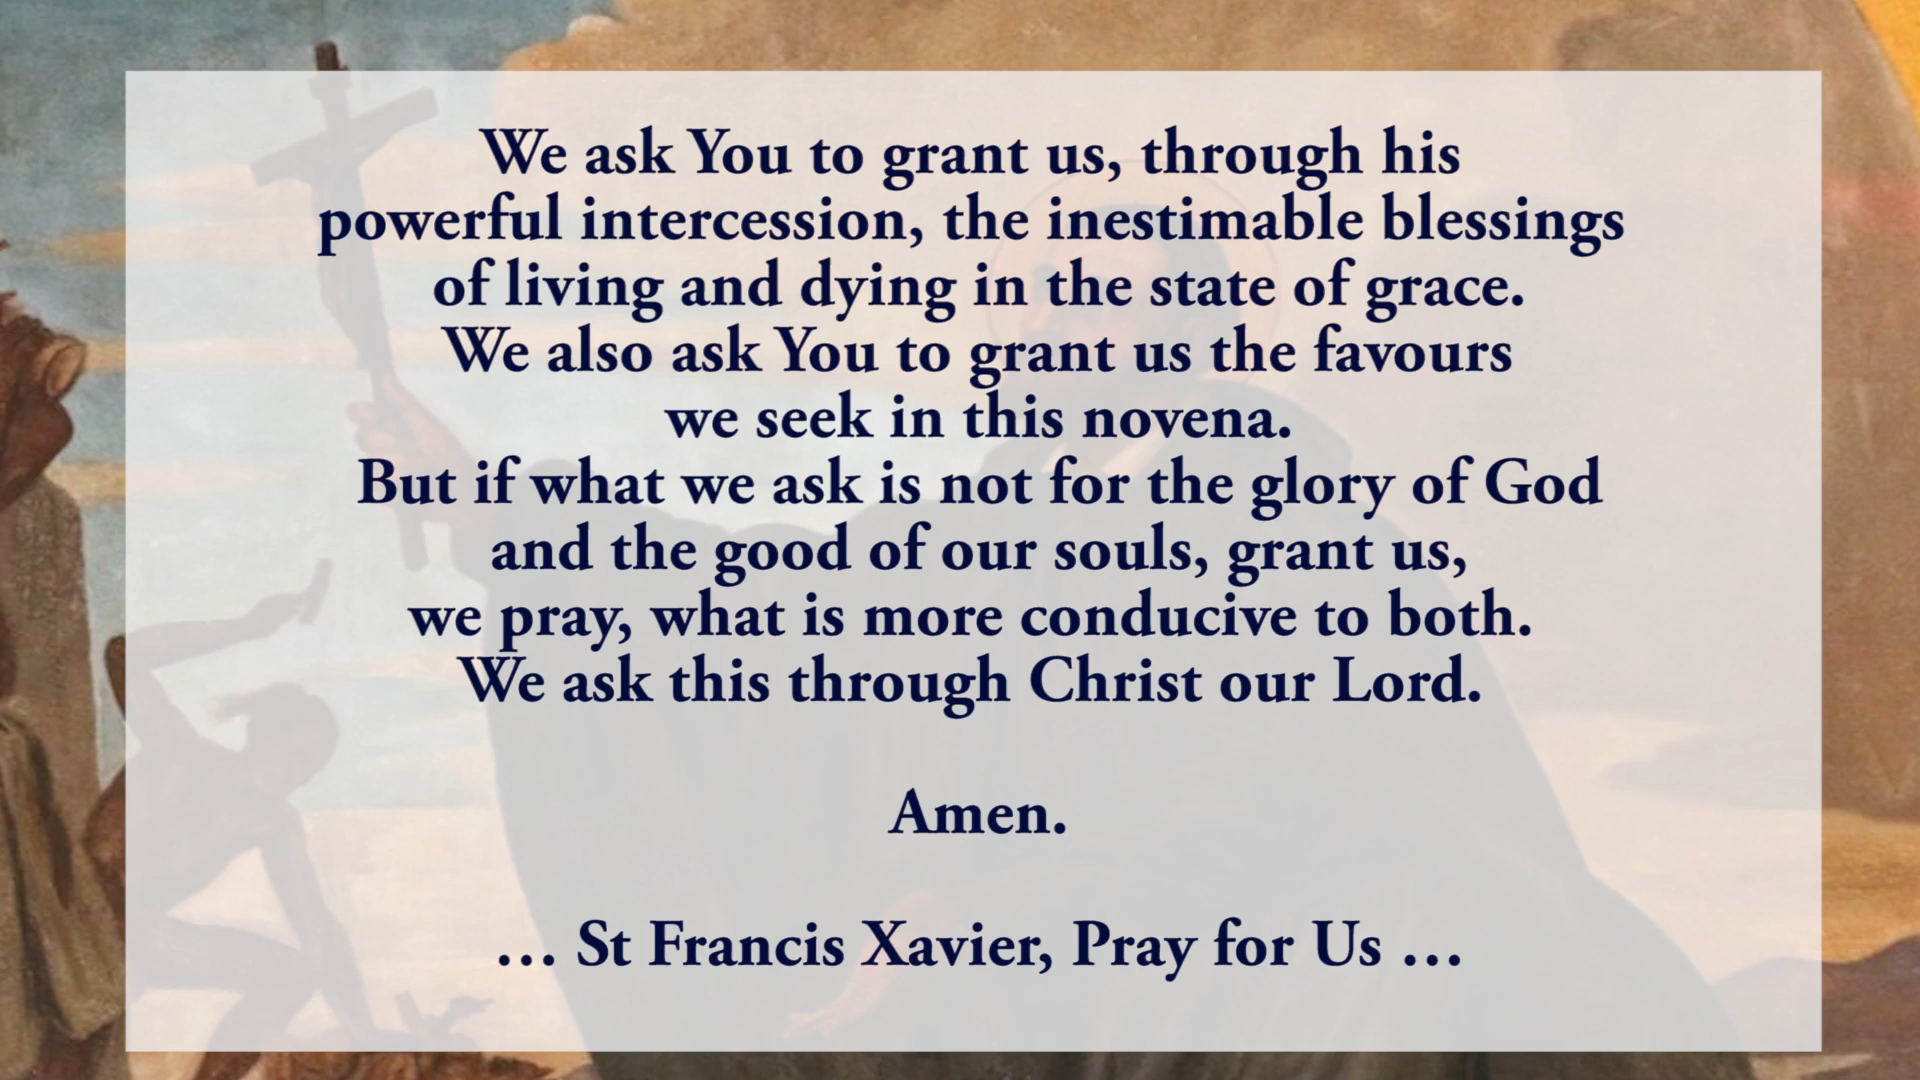 We ask You to grant us, through his
powerful intercession, the inestimable blessings
of living and dying in the state of grace.
We also ask You to grant us the favours
we seek in this novena.
But if what we ask is not for the glory of God
and the good of our souls, grant us,
we pray, what is more conducive to both.
We ask this through Christ our Lord.
Amen.
… St Francis Xavier, Pray for Us …